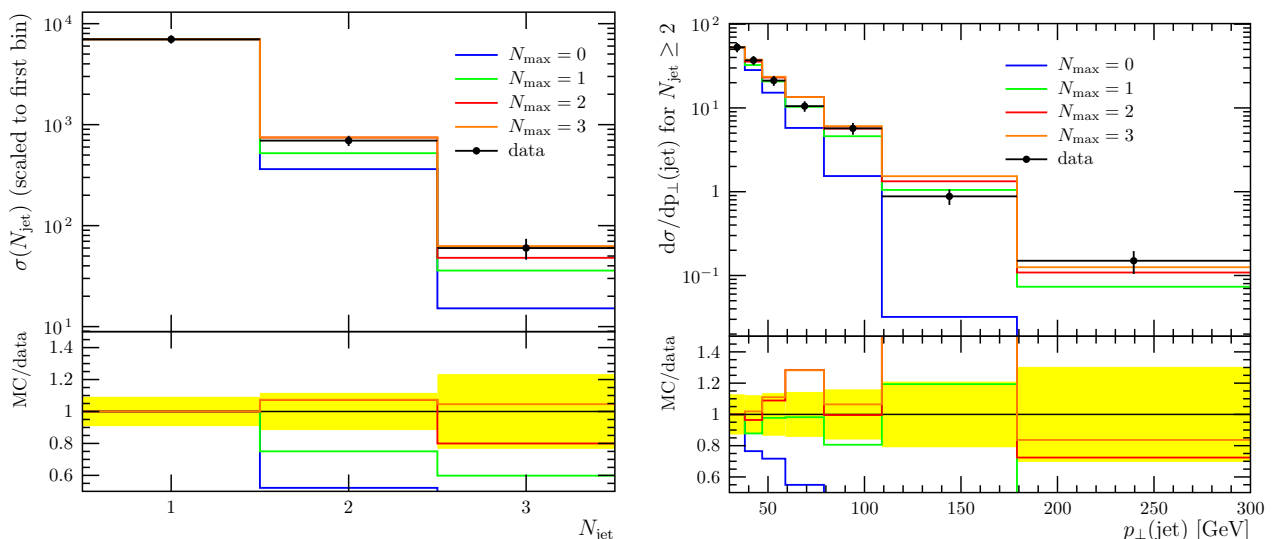 σ(N_jet) (scaled to first bin)
10^4
10^3
10^2
10^1
N_max = 0
N_max = 1
N_max = 2
N_max = 3
data
MC/data
1.4
1.2
1
0.8
0.6
1
2
3
N_jet
dσ/dp_⊥(jet) for N_jet ≥ 2
10^2
10^1
1
10^−1
N_max = 0
N_max = 1
N_max = 2
N_max = 3
data
MC/data
1.4
1.2
1
0.8
0.6
50
100
150
200
250
300
p_⊥(jet) [GeV]